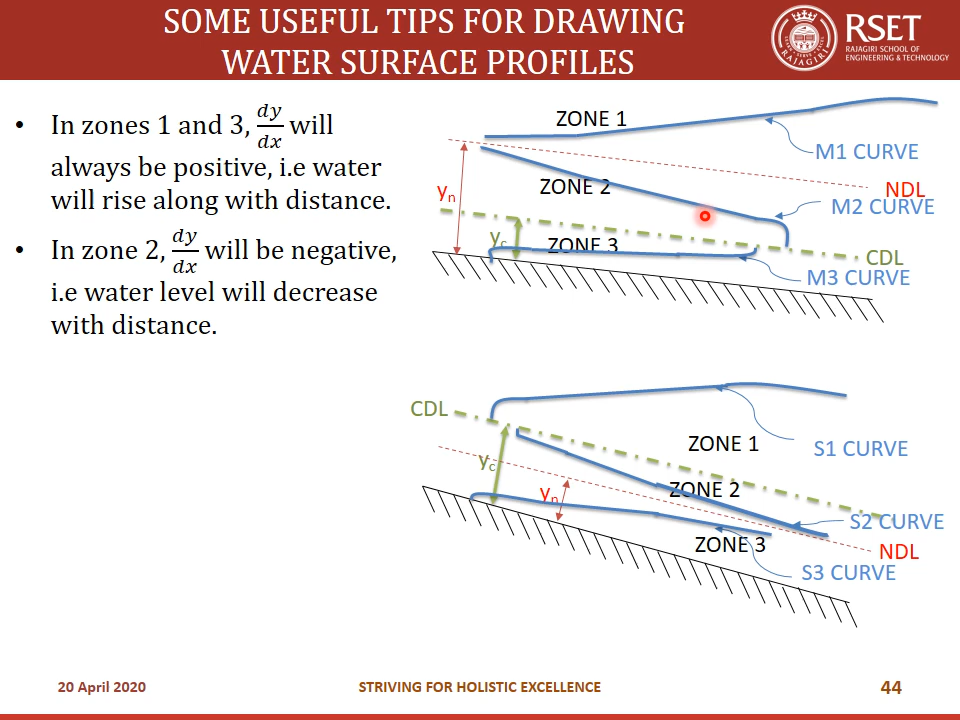 SOME USEFUL TIPS FOR DRAWING
WATER SURFACE PROFILES
RSET
RAJAGIRI SCHOOL OF
ENGINEERING & TECHNOLOGY
RAJAGIRI
• In zones 1 and 3, dy/dx will
always be positive, i.e water
will rise along with distance.
• In zone 2, dy/dx will be negative,
i.e water level will decrease
with distance.
ZONE 1
M1 CURVE
NDL
yn
ZONE 2
M2 CURVE
yc
ZONE 3
CDL
M3 CURVE
CDL
ZONE 1
S1 CURVE
yc
yn
ZONE 2
S2 CURVE
NDL
ZONE 3
S3 CURVE
20 April 2020
STRIVING FOR HOLISTIC EXCELLENCE
44